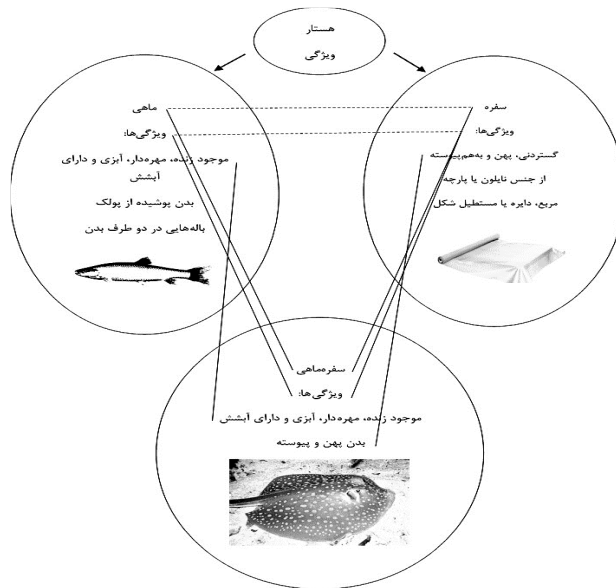 هستار
ویژگی
سفره
ویژگی‌ها:
گستردنی، پهن و به‌هم‌پیوسته
از جنس نایلون یا پارچه
مربع، دایره یا مستطیل شکل
ماهی
ویژگی‌ها:
موجود زنده، مهره‌دار، آبزی و دارای
آبشش
بدن پوشیده از پولک
باله‌هایی در دو طرف بدن
سفره‌ماهی
ویژگی‌ها:
موجود زنده، مهره‌دار، آبزی و دارای آبشش
بدن پهن و پیوسته